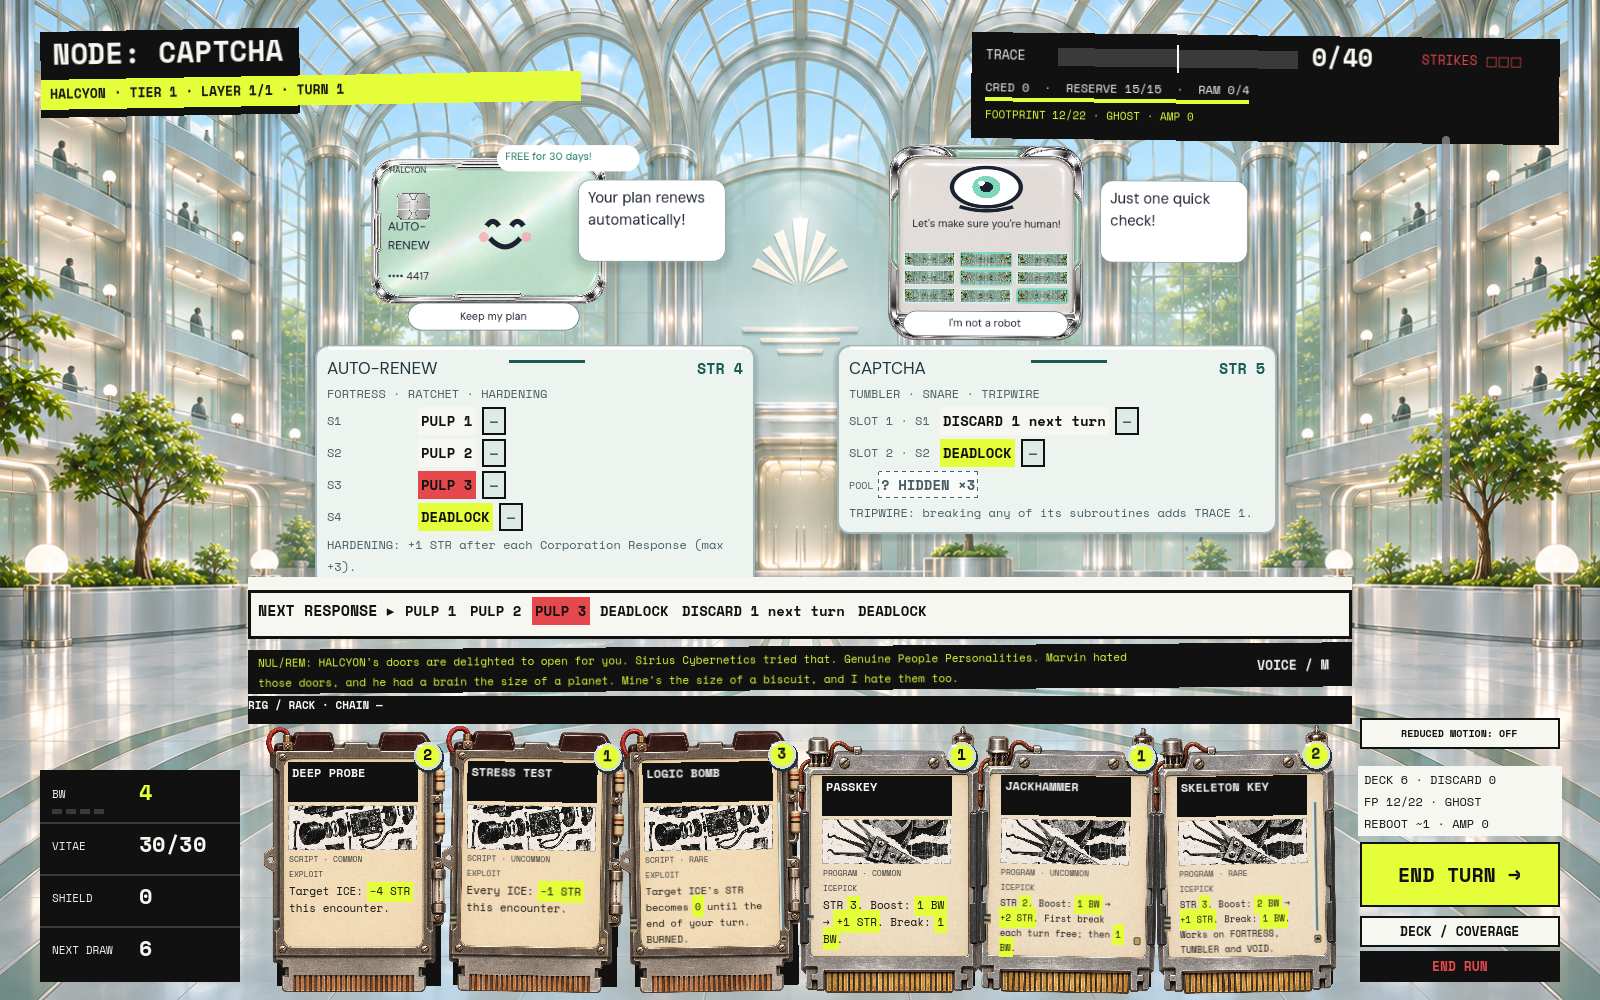 NODE: CAPTCHA
HALCYON · TIER 1 · LAYER 1/1 · TURN 1
TRACE 0/40 STRIKES □□□
CRED 0 · RESERVE 15/15 · RAM 0/4
FOOTPRINT 12/22 · GHOST · AMP 0
FREE for 30 days!
HALCYON
AUTO-
RENEW
•••• 4417
Keep my plan
Your plan renews
automatically!
Let's make sure you're human!
I'm not a robot
Just one quick
check!
AUTO-RENEW STR 4
FORTRESS · RATCHET · HARDENING
S1 PULP 1 —
S2 PULP 2 —
S3 PULP 3 —
S4 DEADLOCK —
HARDENING: +1 STR after each Corporation Response (max
+3).
CAPTCHA STR 5
TUMBLER · SNARE · TRIPWIRE
SLOT 1 · S1 DISCARD 1 next turn —
SLOT 2 · S2 DEADLOCK —
POOL ? HIDDEN ×3
TRIPWIRE: breaking any of its subroutines adds TRACE 1.
NEXT RESPONSE ▸ PULP 1 PULP 2 PULP 3 DEADLOCK DISCARD 1 next turn DEADLOCK
NUL/REM: HALCYON's doors are delighted to open for you. Sirius Cybernetics tried that. Genuine People Personalities. Marvin hated
those doors, and he had a brain the size of a planet. Mine's the size of a biscuit, and I hate them too.
VOICE / M
RIG / RACK · CHAIN —
BW 4
VITAE 30/30
SHIELD 0
NEXT DRAW 6
DEEP PROBE 2
SCRIPT · COMMON
EXPLOIT
Target ICE: -4 STR
this encounter.
STRESS TEST 1
SCRIPT · UNCOMMON
EXPLOIT
Every ICE: -1 STR
this encounter.
LOGIC BOMB 3
SCRIPT · RARE
EXPLOIT
Target ICE's STR
becomes 0 until the
end of your turn.
BURNED.
PASSKEY 1
PROGRAM · COMMON
ICEPICK
STR 3. Boost: 1 BW
→ +1 STR. Break: 1
BW.
JACKHAMMER 1
PROGRAM · UNCOMMON
ICEPICK
STR 2. Boost: 1 BW →
+2 STR. First break
each turn free; then 1
BW.
SKELETON KEY 2
PROGRAM · RARE
ICEPICK
STR 3. Boost: 2 BW →
+1 STR. Break: 1 BW.
Works on FORTRESS,
TUMBLER and VOID.
REDUCED MOTION: OFF
DECK 6 · DISCARD 0
FP 12/22 · GHOST
REBOOT ~1 · AMP 0
END TURN →
DECK / COVERAGE
END RUN